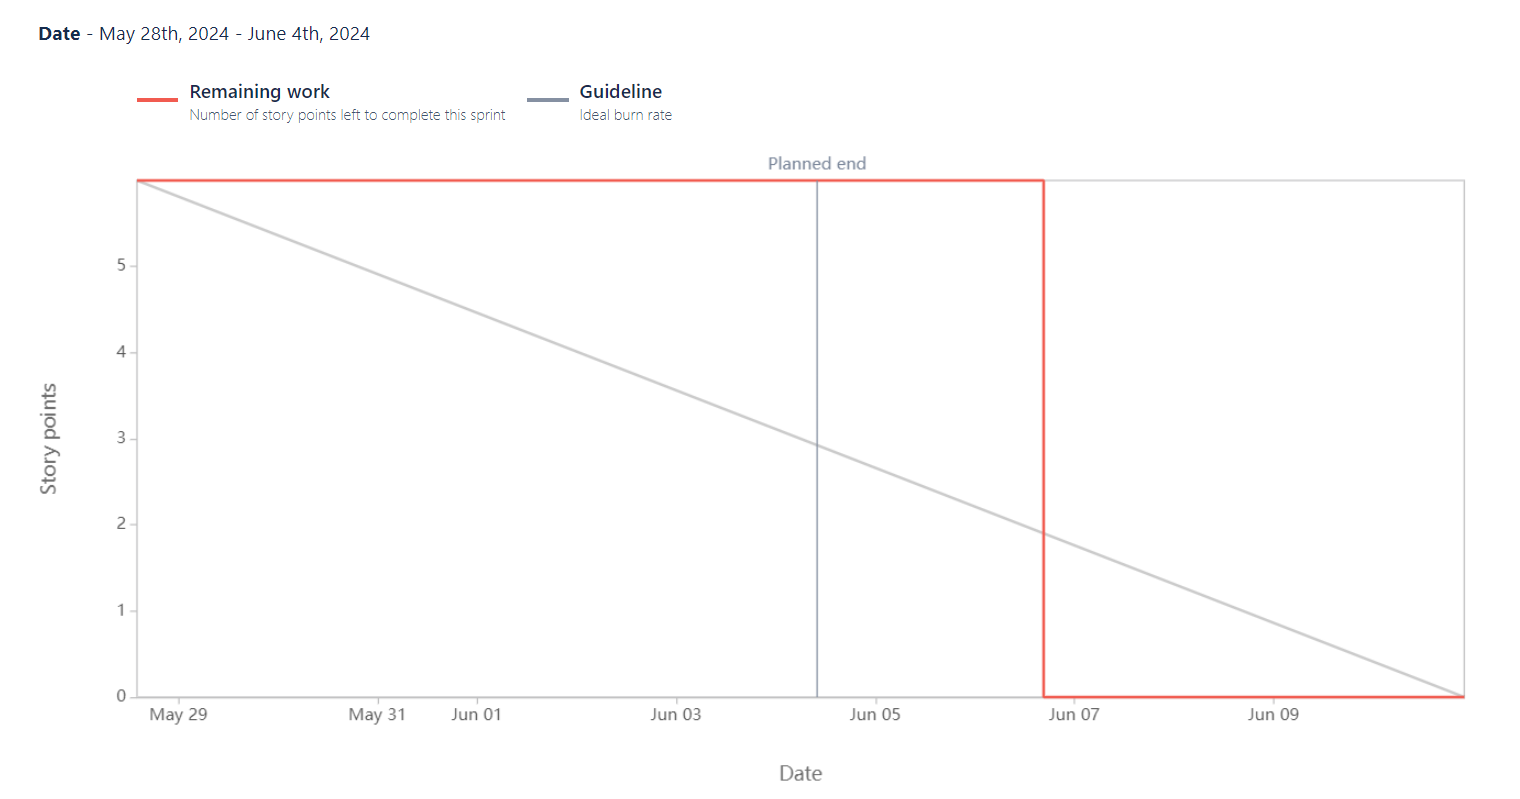 Date - May 28th, 2024 - June 4th, 2024
Remaining work
Number of story points left to complete this sprint
Guideline
Ideal burn rate
Planned end
5
4
3
2
1
0
Story points
May 29 May 31 Jun 01 Jun 03 Jun 05 Jun 07 Jun 09
Date